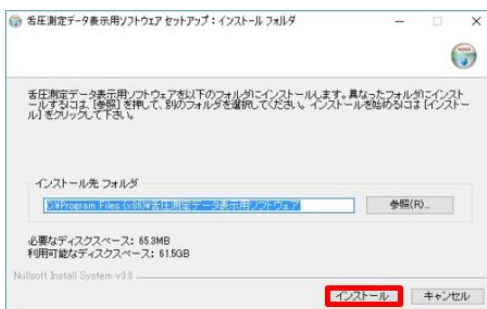 舌圧測定データ表示用ソフトウェア セットアップ：インストール フォルダ
舌圧測定データ表示用ソフトウェアを以下のフォルダにインストールします。異なったフォルダにインスト
ールするには、[参照] を押して、別のフォルダを選択してください。 インストールを始めるには [インストー
ル] をクリックして下さい。
インストール先 フォルダ
C:¥Program Files (x86)¥舌圧測定データ表示用ソフトウェア
参照(R)...
必要なディスクスペース: 65.3MB
利用可能なディスクスペース: 61.5GB
Nullsoft Install System v3.0
インストール
キャンセル